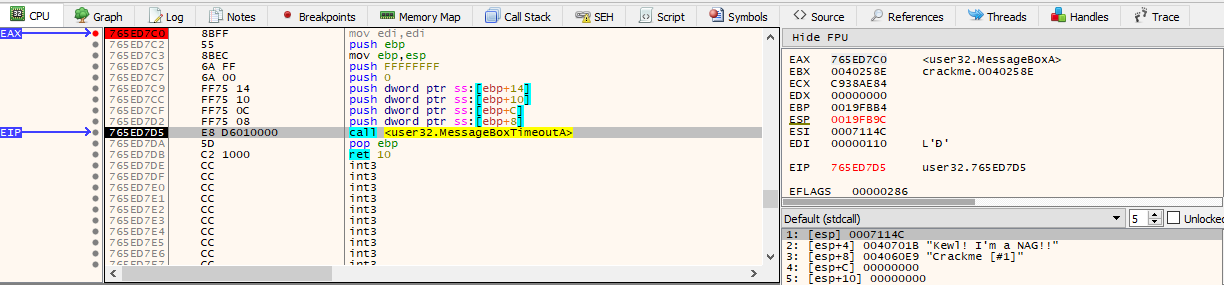 CPU Graph Log Notes Breakpoints Memory Map Call Stack SEH Script Symbols Source References Threads Handles Trace
EAX 765ED7C0 8BFF mov edi,edi
765ED7C2 55 push ebp
765ED7C3 8BEC mov ebp,esp
765ED7C5 6A FF push FFFFFFFF
765ED7C7 6A 00 push 0
765ED7C9 FF75 14 push dword ptr ss:[ebp+14]
765ED7CC FF75 10 push dword ptr ss:[ebp+10]
765ED7CF FF75 0C push dword ptr ss:[ebp+C]
765ED7D2 FF75 08 push dword ptr ss:[ebp+8]
EIP 765ED7D5 E8 D6010000 call <user32.MessageBoxTimeoutA>
765ED7DA 5D pop ebp
765ED7DB C2 1000 ret 10
765ED7DE CC int3
765ED7DF CC int3
765ED7E0 CC int3
765ED7E1 CC int3
765ED7E2 CC int3
765ED7E3 CC int3
765ED7E4 CC int3
765ED7E5 CC int3
765ED7E6 CC int3
765ED7E7 CC int3
Hide FPU
EAX 765ED7C0 <user32.MessageBoxA>
EBX 0040258E crackme.0040258E
ECX C938AE84
EDX 00000000
EBP 0019FBB4
ESP 0019FB9C
ESI 0007114C
EDI 00000110 L'Đ'
EIP 765ED7D5 user32.765ED7D5
EFLAGS 00000286
Default (stdcall) 5 Unlocked
1: [esp] 0007114C
2: [esp+4] 0040701B "Kewl! I'm a NAG!!"
3: [esp+8] 004060E9 "Crackme [#1]"
4: [esp+C] 00000000
5: [esp+10] 00000000